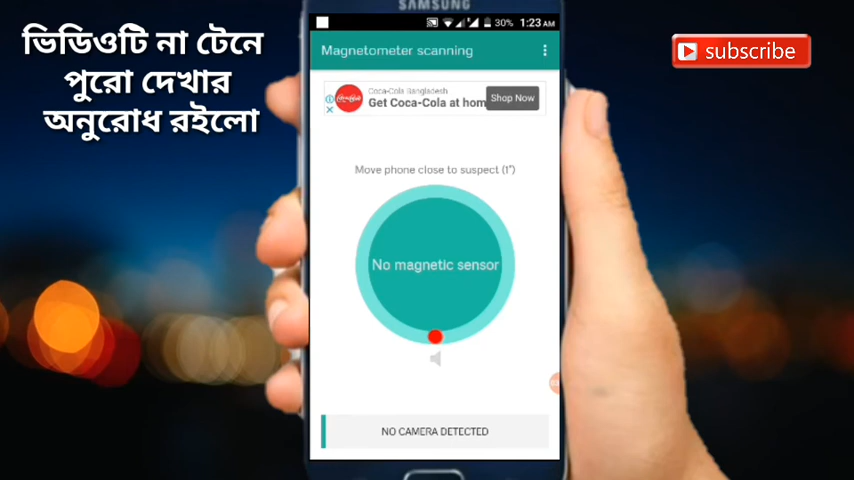 SAMSUNG
ভিডিওটি না টেনে
পুরো দেখার
অনুরোধ রইলো
30% 1:23 AM
Magnetometer scanning
subscribe
Coca-Cola Bangladesh
Get Coca-Cola at hom
Shop Now
Move phone close to suspect (1")
No magnetic sensor
NO CAMERA DETECTED